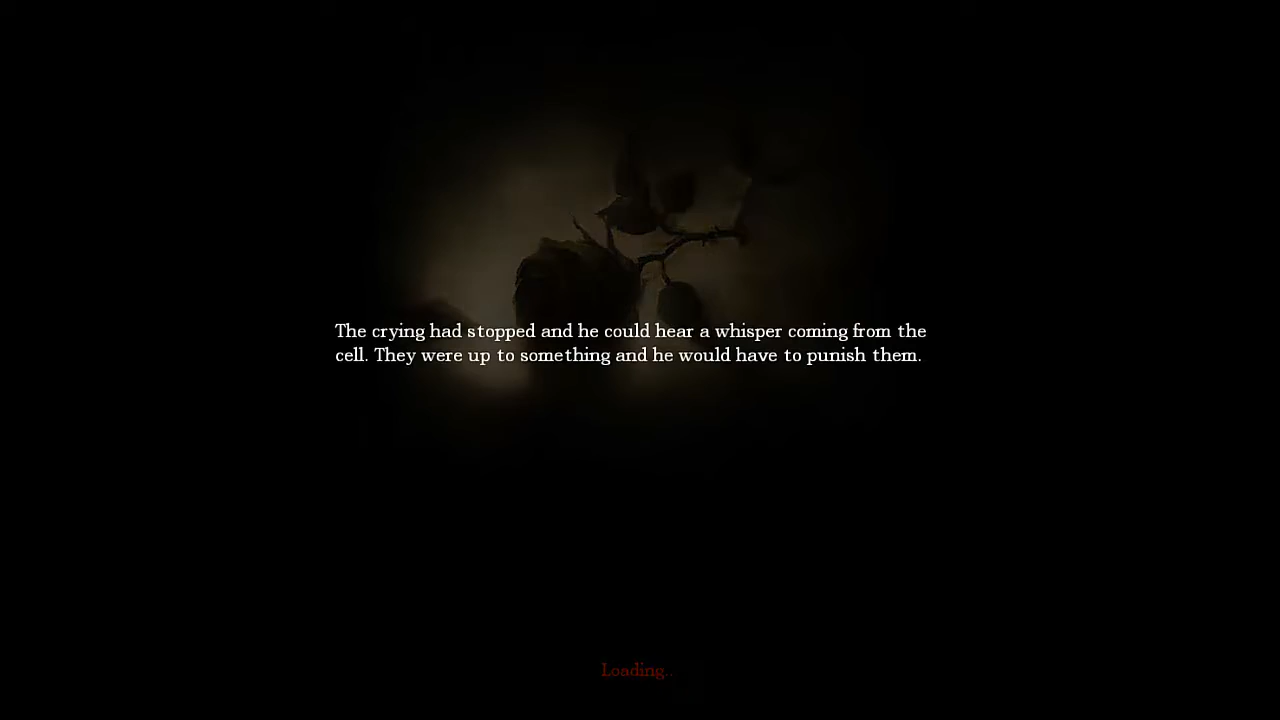 The crying had stopped and he could hear a whisper coming from the
cell. They were up to something and he would have to punish them.
Loading..